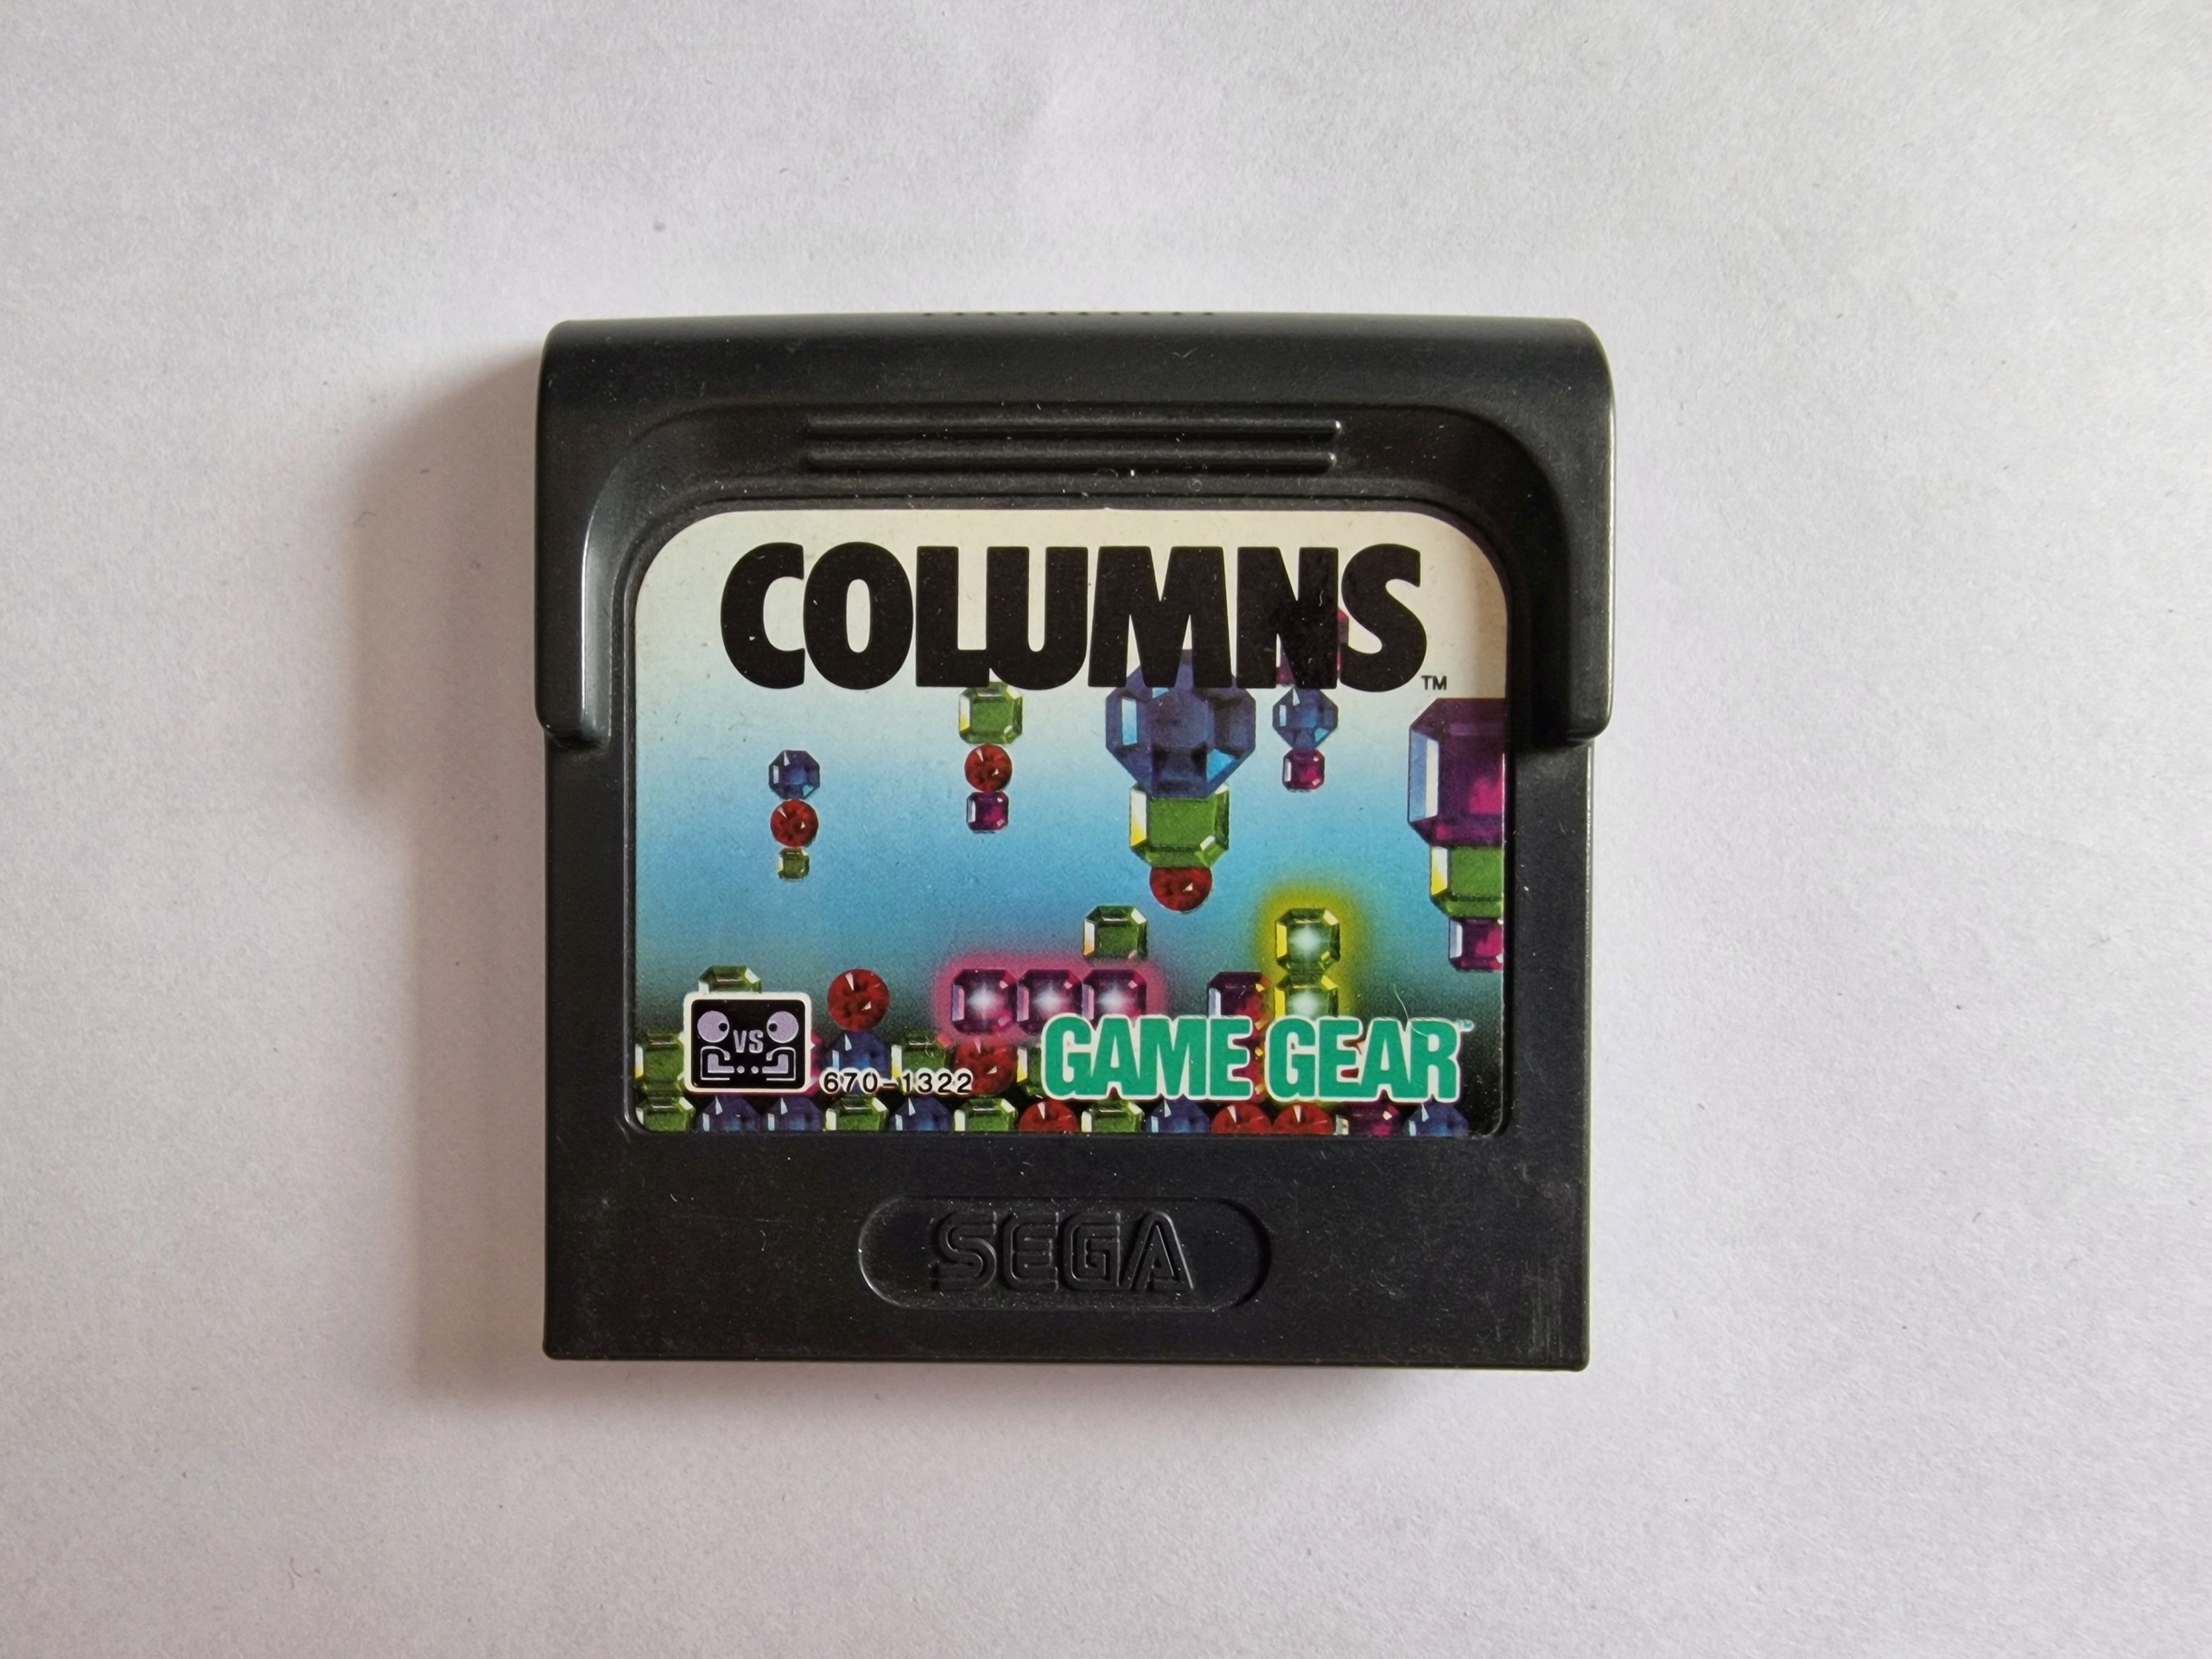 COLUMNS™
VS
670-1322
GAME GEAR™
SEGA